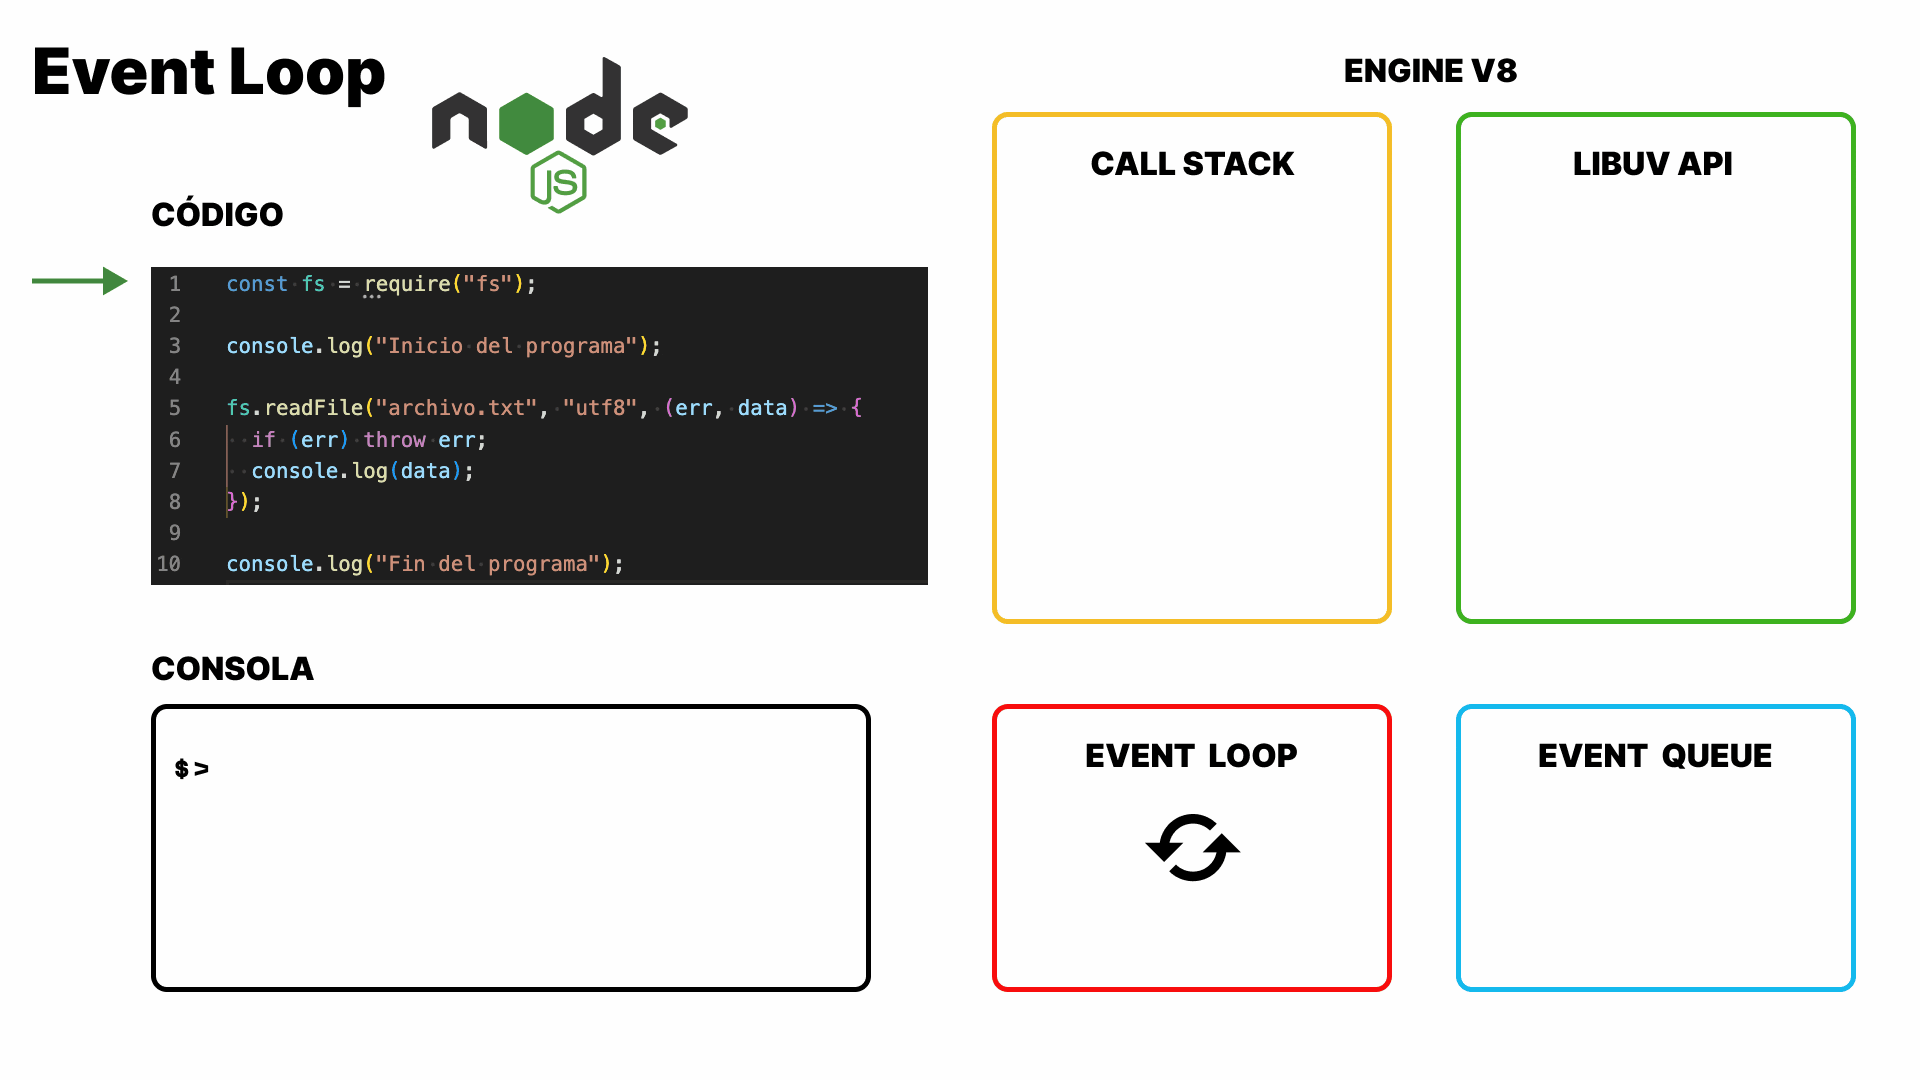 Event Loop
node
JS
CÓDIGO
1 const fs = require("fs");
2
3 console.log("Inicio del programa");
4
5 fs.readFile("archivo.txt", "utf8", (err, data) => {
6   if (err) throw err;
7   console.log(data);
8 });
9
10 console.log("Fin del programa");
CONSOLA
$ >
ENGINE V8
CALL STACK
LIBUV API
EVENT LOOP
EVENT QUEUE